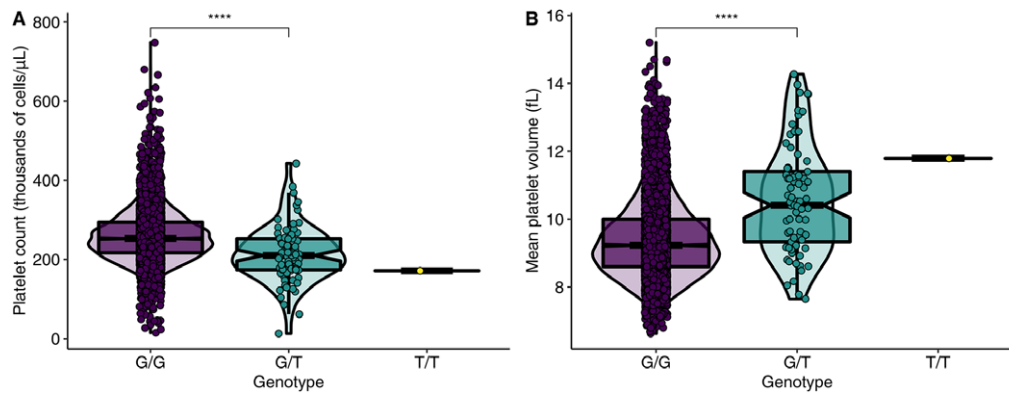 A
Platelet count (thousands of cells/μL)
800
600
400
200
0
****
G/G G/T T/T
Genotype
B
Mean platelet volume (fL)
16
14
12
10
8
****
G/G G/T T/T
Genotype